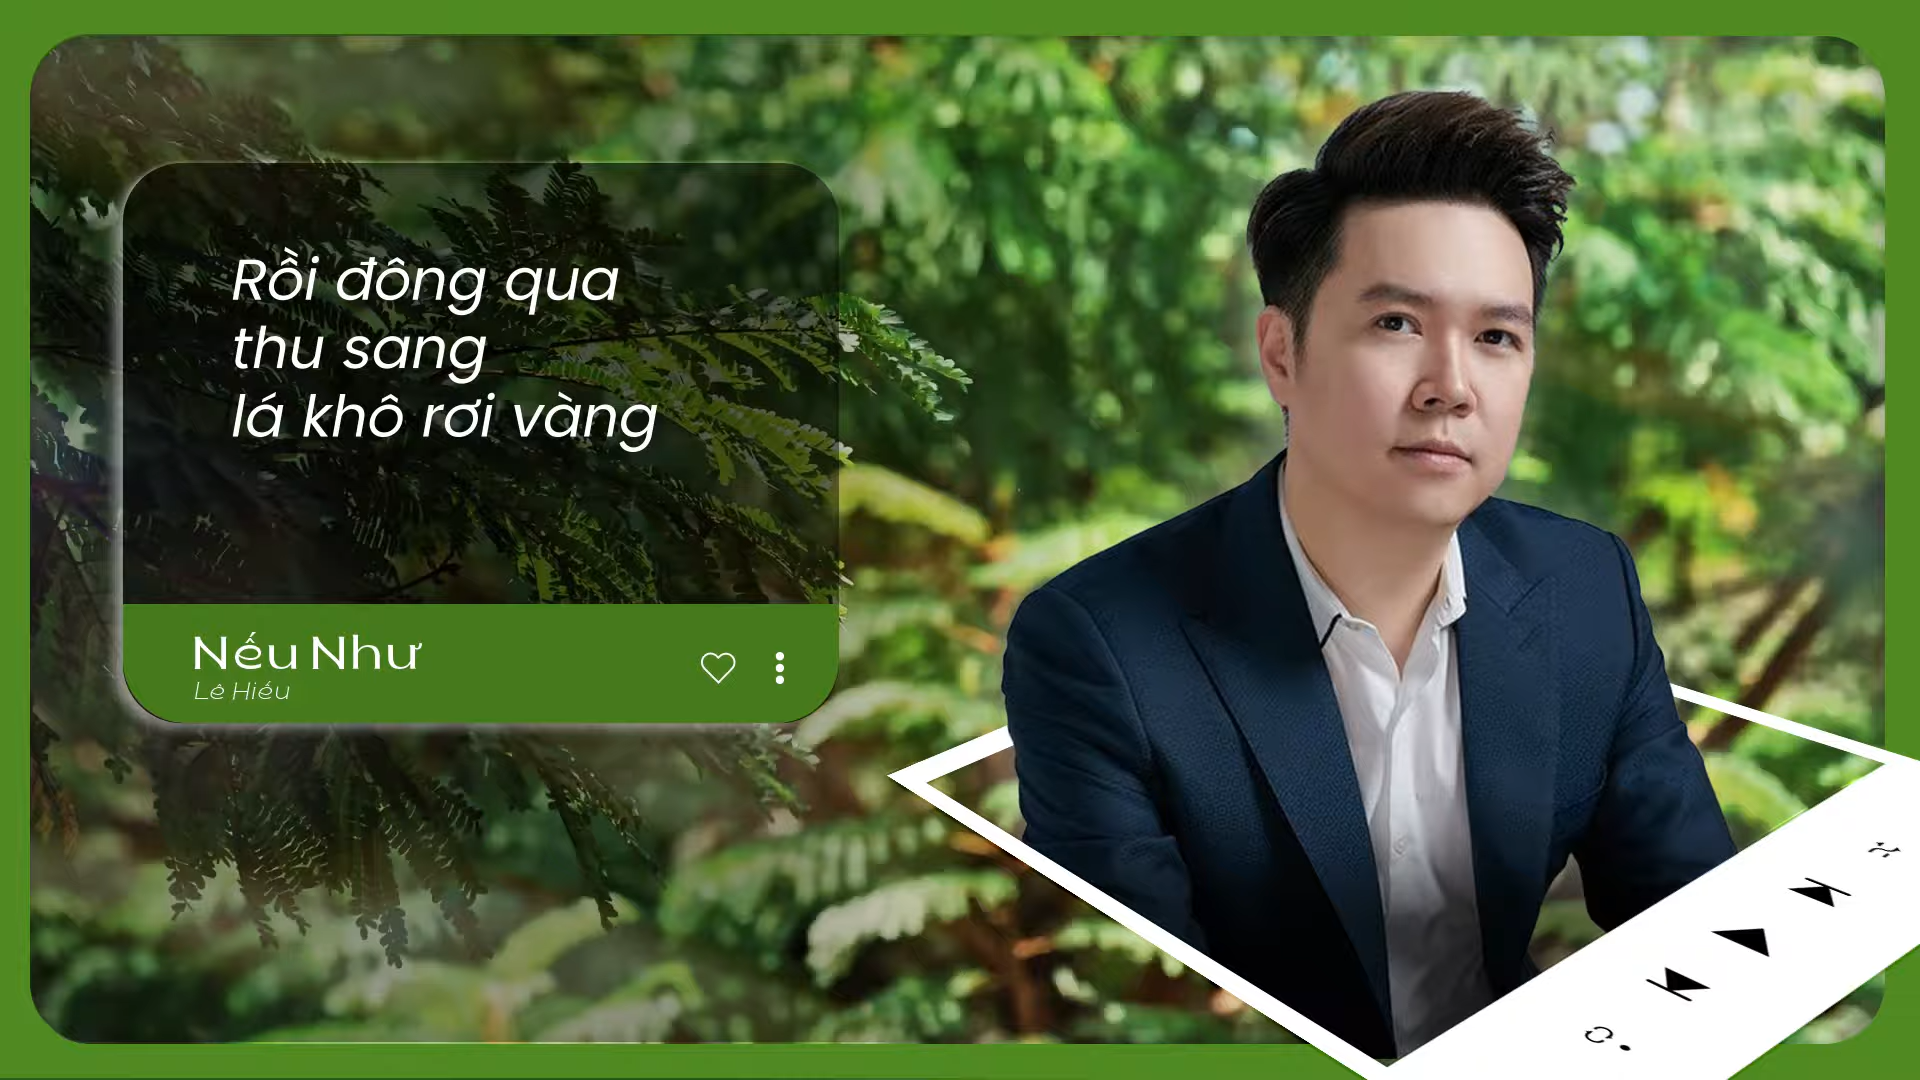 Rồi đông qua
thu sang
lá khô rơi vàng
Nếu Như
Lê Hiếu